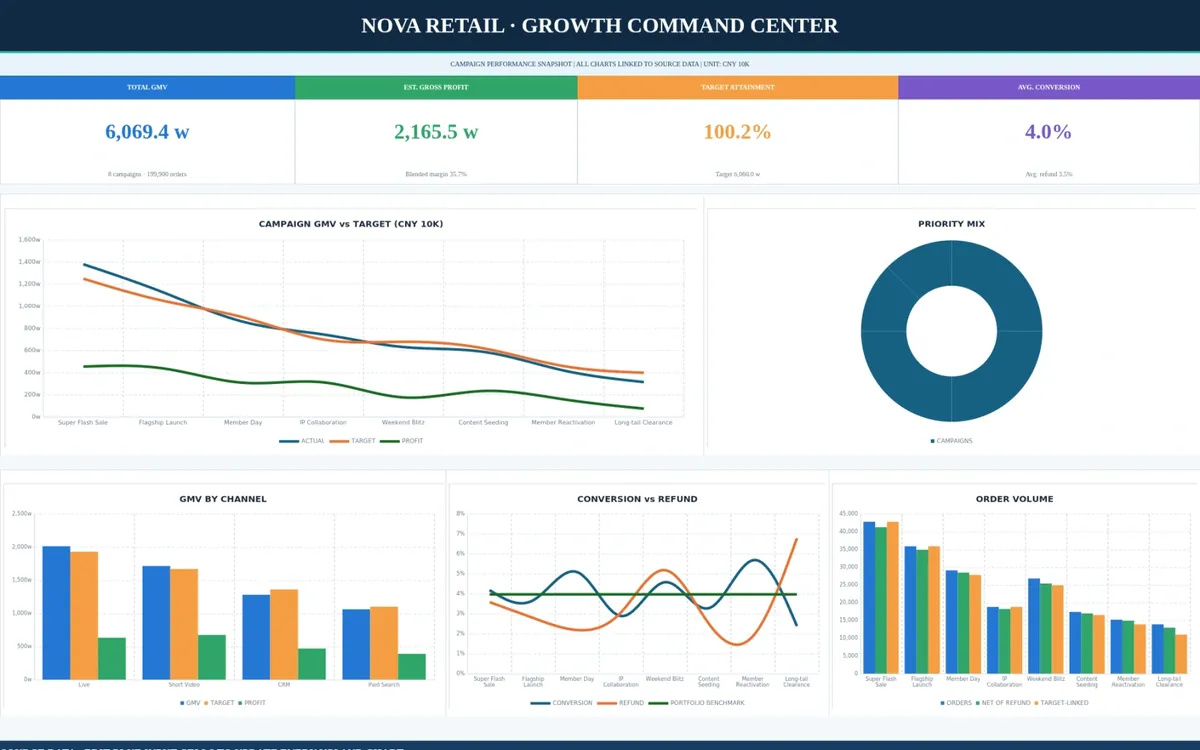 NOVA RETAIL · GROWTH COMMAND CENTER
CAMPAIGN PERFORMANCE SNAPSHOT | ALL CHARTS LINKED TO SOURCE DATA | UNIT: CNY 10K
TOTAL GMV
EST. GROSS PROFIT
TARGET ATTAINMENT
AVG. CONVERSION
6,069.4 w
2,165.5 w
100.2%
4.0%
8 campaigns · 199,900 orders
Blended margin 35.7%
Target 6,060.0 w
Avg. refund 3.5%
CAMPAIGN GMV vs TARGET (CNY 10K)
1,600w
1,400w
1,200w
1,000w
800w
600w
400w
200w
0w
Super Flash Sale
Flagship Launch
Member Day
IP Collaboration
Weekend Blitz
Content Seeding
Member Reactivation
Long-tail Clearance
ACTUAL
TARGET
PROFIT
PRIORITY MIX
CAMPAIGNS
GMV BY CHANNEL
2,500w
2,000w
1,500w
1,000w
500w
0w
Live
Short Video
CRM
Paid Search
GMV
TARGET
PROFIT
CONVERSION vs REFUND
8%
7%
6%
5%
4%
3%
2%
1%
0%
Super Flash
Sale
Flagship
Launch
Member Day
IP
Collaboration
Weekend Blitz
Content
Seeding
Member
Reactivation
Long-tail
Clearance
CONVERSION
REFUND
PORTFOLIO BENCHMARK
ORDER VOLUME
45,000
40,000
35,000
30,000
25,000
20,000
15,000
10,000
5,000
0
Super Flash
Sale
Flagship
Launch
Member Day
IP
Collaboration
Weekend Blitz
Content
Seeding
Member
Reactivation
Long-tail
Clearance
ORDERS
NET OF REFUND
TARGET-LINKED